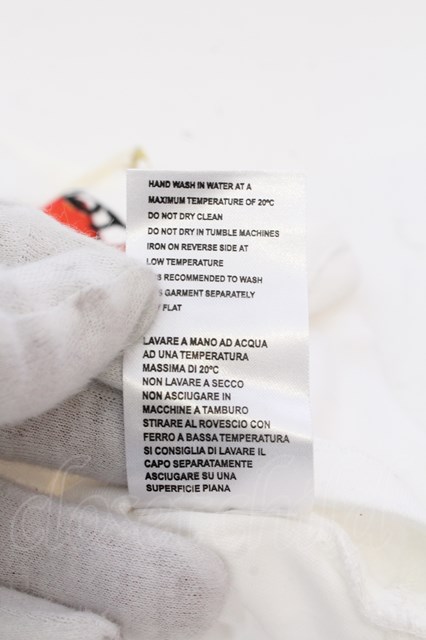 HAND WASH IN WATER AT A
MAXIMUM TEMPERATURE OF 20ºC
DO NOT DRY CLEAN
DO NOT DRY IN TUMBLE MACHINES
IRON ON REVERSE SIDE AT
LOW TEMPERATURE
RECOMMENDED TO WASH
GARMENT SEPARATELY
FLAT
LAVARE A MANO AD ACQUA
AD UNA TEMPERATURA
MASSIMA DI 20ºC
NON LAVARE A SECCO
NON ASCIUGARE IN
MACCHINE A TAMBURO
STIRARE AL ROVESCIO CON
FERRO A BASSA TEMPERATURA
SI CONSIGLIA DI LAVARE IL
CAPO SEPARATAMENTE
ASCIUGARE SU UNA
SUPERFICIE PIANA